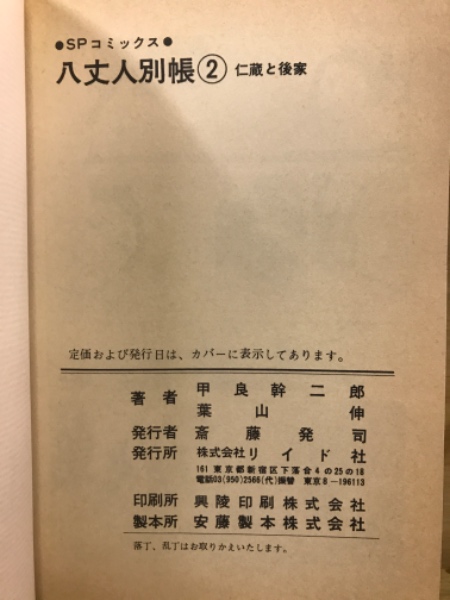 ●SPコミックス●
八丈人別帳② 仁蔵と後家
定価および発行日は、カバーに表示してあります。
著者 甲良幹二郎
葉山伸
発行者 斎藤発司
発行所 株式会社リイド社
161 東京都新宿区下落合4の25の18
電話03(950)2566(代)振替 東京8-196113
印刷所 興陵印刷株式会社
製本所 安藤製本株式会社
落丁、乱丁はお取りかえいたします。